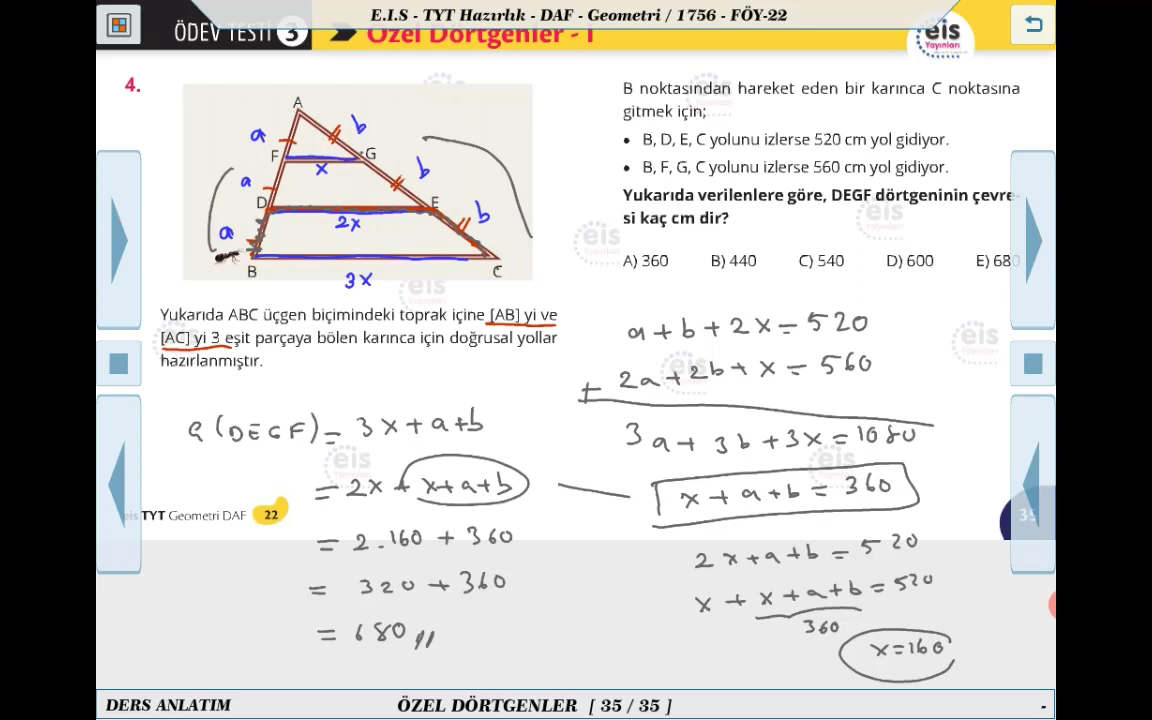 E.I.S - TYT Hazırlık - DAF - Geometri / 1756 - FÖY-22
ÖDEV TESTİ 3
Özel Dörtgenler - I
eis
Yayınları
4.
A
a
b
F
G
x
a
b
D
E
2x
a
b
B
C
3x
Yukarıda ABC üçgen biçimindeki toprak içine [AB] yi ve
[AC] yi 3 eşit parçaya bölen karınca için doğrusal yollar
hazırlanmıştır.
Ç(DEGF) = 3x + a+b
= 2x + x+a+b
= 2.160 + 360
= 320 + 360
= 680 //
eis TYT Geometri DAF 22
B noktasından hareket eden bir karınca C noktasına
gitmek için;
• B, D, E, C yolunu izlerse 520 cm yol gidiyor.
• B, F, G, C yolunu izlerse 560 cm yol gidiyor.
Yukarıda verilenlere göre, DEGF dörtgeninin çevre-
si kaç cm dir?
A) 360 B) 440 C) 540 D) 600 E) 680
a + b + 2x = 520
+ 2a + 2b + x = 560
3a + 3b + 3x = 1080
x + a + b = 360
2x + a + b = 520
x + x + a + b = 520
360
x = 160
35
DERS ANLATIM
ÖZEL DÖRTGENLER [ 35 / 35 ]
-